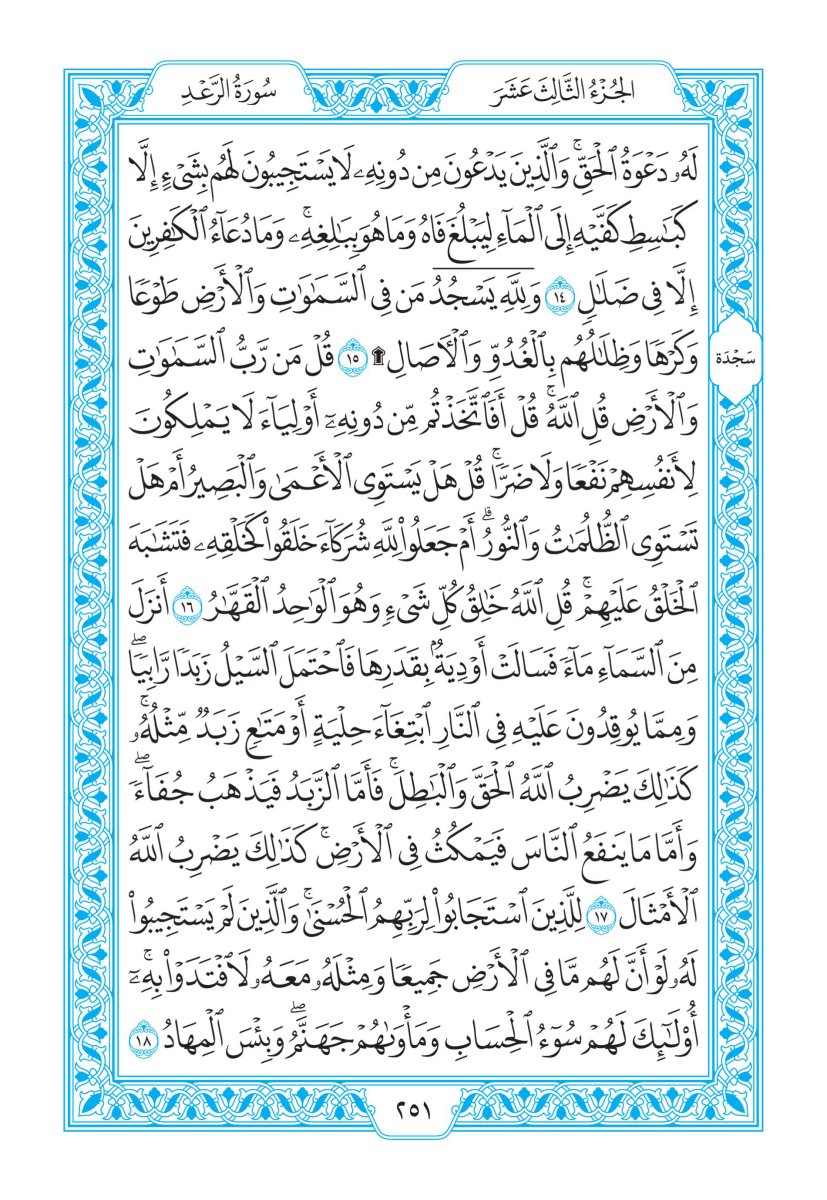 الجُزْءُ الثَّالِثَ عَشَرَ
سُورَةُ الرَّعْدِ
لَهُۥ دَعْوَةُ ٱلْحَقِّۚ وَٱلَّذِينَ يَدْعُونَ مِن دُونِهِۦ لَا يَسْتَجِيبُونَ لَهُم بِشَىْءٍ إِلَّا
كَبَـٰسِطِ كَفَّيْهِ إِلَى ٱلْمَآءِ لِيَبْلُغَ فَاهُ وَمَا هُوَ بِبَـٰلِغِهِۦۚ وَمَا دُعَآءُ ٱلْكَـٰفِرِينَ
إِلَّا فِى ضَلَـٰلٍ ١٤ وَلِلَّهِ يَسْجُدُ مَن فِى ٱلسَّمَـٰوَٰتِ وَٱلْأَرْضِ طَوْعًا
وَكَرْهًا وَظِلَـٰلُهُم بِٱلْغُدُوِّ وَٱلْـَٔاصَالِ ۩ ١٥ قُلْ مَن رَّبُّ ٱلسَّمَـٰوَٰتِ
سَجْدَة
وَٱلْأَرْضِ قُلِ ٱللَّهُۚ قُلْ أَفَٱتَّخَذْتُم مِّن دُونِهِۦٓ أَوْلِيَآءَ لَا يَمْلِكُونَ
لِأَنفُسِهِمْ نَفْعًا وَلَا ضَرًّاۚ قُلْ هَلْ يَسْتَوِى ٱلْأَعْمَىٰ وَٱلْبَصِيرُ أَمْ هَلْ
تَسْتَوِى ٱلظُّلُمَـٰتُ وَٱلنُّورُۗ أَمْ جَعَلُوا۟ لِلَّهِ شُرَكَآءَ خَلَقُوا۟ كَخَلْقِهِۦ فَتَشَـٰبَهَ
ٱلْخَلْقُ عَلَيْهِمْۚ قُلِ ٱللَّهُ خَـٰلِقُ كُلِّ شَىْءٍ وَهُوَ ٱلْوَٰحِدُ ٱلْقَهَّـٰرُ ١٦ أَنزَلَ
مِنَ ٱلسَّمَآءِ مَآءً فَسَالَتْ أَوْدِيَةٌۢ بِقَدَرِهَا فَٱحْتَمَلَ ٱلسَّيْلُ زَبَدًا رَّابِيًاۖ
وَمِمَّا يُوقِدُونَ عَلَيْهِ فِى ٱلنَّارِ ٱبْتِغَآءَ حِلْيَةٍ أَوْ مَتَـٰعٍ زَبَدٌ مِّثْلُهُۥۚ
كَذَٰلِكَ يَضْرِبُ ٱللَّهُ ٱلْحَقَّ وَٱلْبَـٰطِلَۚ فَأَمَّا ٱلزَّبَدُ فَيَذْهَبُ جُفَآءًۖ
وَأَمَّا مَا يَنفَعُ ٱلنَّاسَ فَيَمْكُثُ فِى ٱلْأَرْضِۚ كَذَٰلِكَ يَضْرِبُ ٱللَّهُ
ٱلْأَمْثَالَ ١٧ لِلَّذِينَ ٱسْتَجَابُوا۟ لِرَبِّهِمُ ٱلْحُسْنَىٰۚ وَٱلَّذِينَ لَمْ يَسْتَجِيبُوا۟
لَهُۥ لَوْ أَنَّ لَهُم مَّا فِى ٱلْأَرْضِ جَمِيعًا وَمِثْلَهُۥ مَعَهُۥ لَٱفْتَدَوْا۟ بِهِۦٓۚ
أُو۟لَـٰٓئِكَ لَهُمْ سُوٓءُ ٱلْحِسَابِ وَمَأْوَىٰهُمْ جَهَنَّمُۖ وَبِئْسَ ٱلْمِهَادُ ١٨
٢٥١